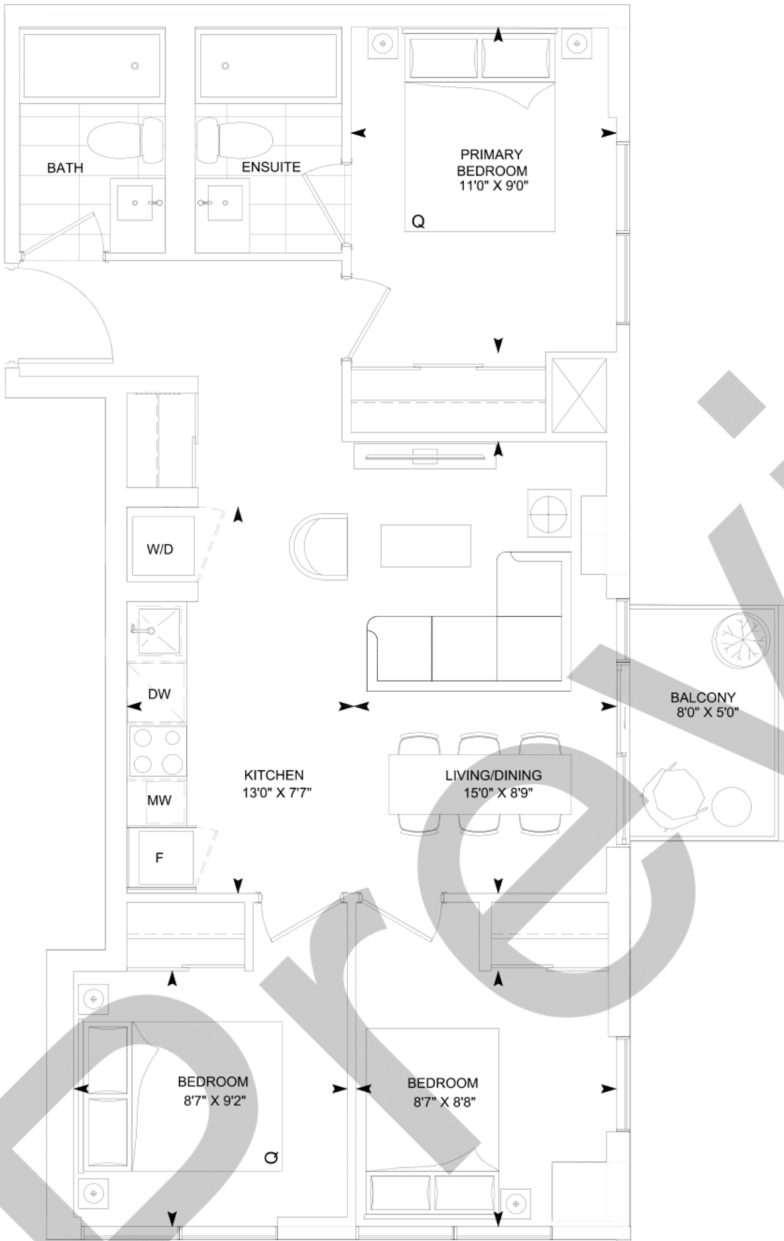 BATH
ENSUITE
PRIMARY
BEDROOM
11'0" X 9'0"
Q
W/D
DW
MW
F
KITCHEN
13'0" X 7'7"
LIVING/DINING
15'0" X 8'9"
BALCONY
8'0" X 5'0"
BEDROOM
8'7" X 9'2"
Q
BEDROOM
8'7" X 8'8"